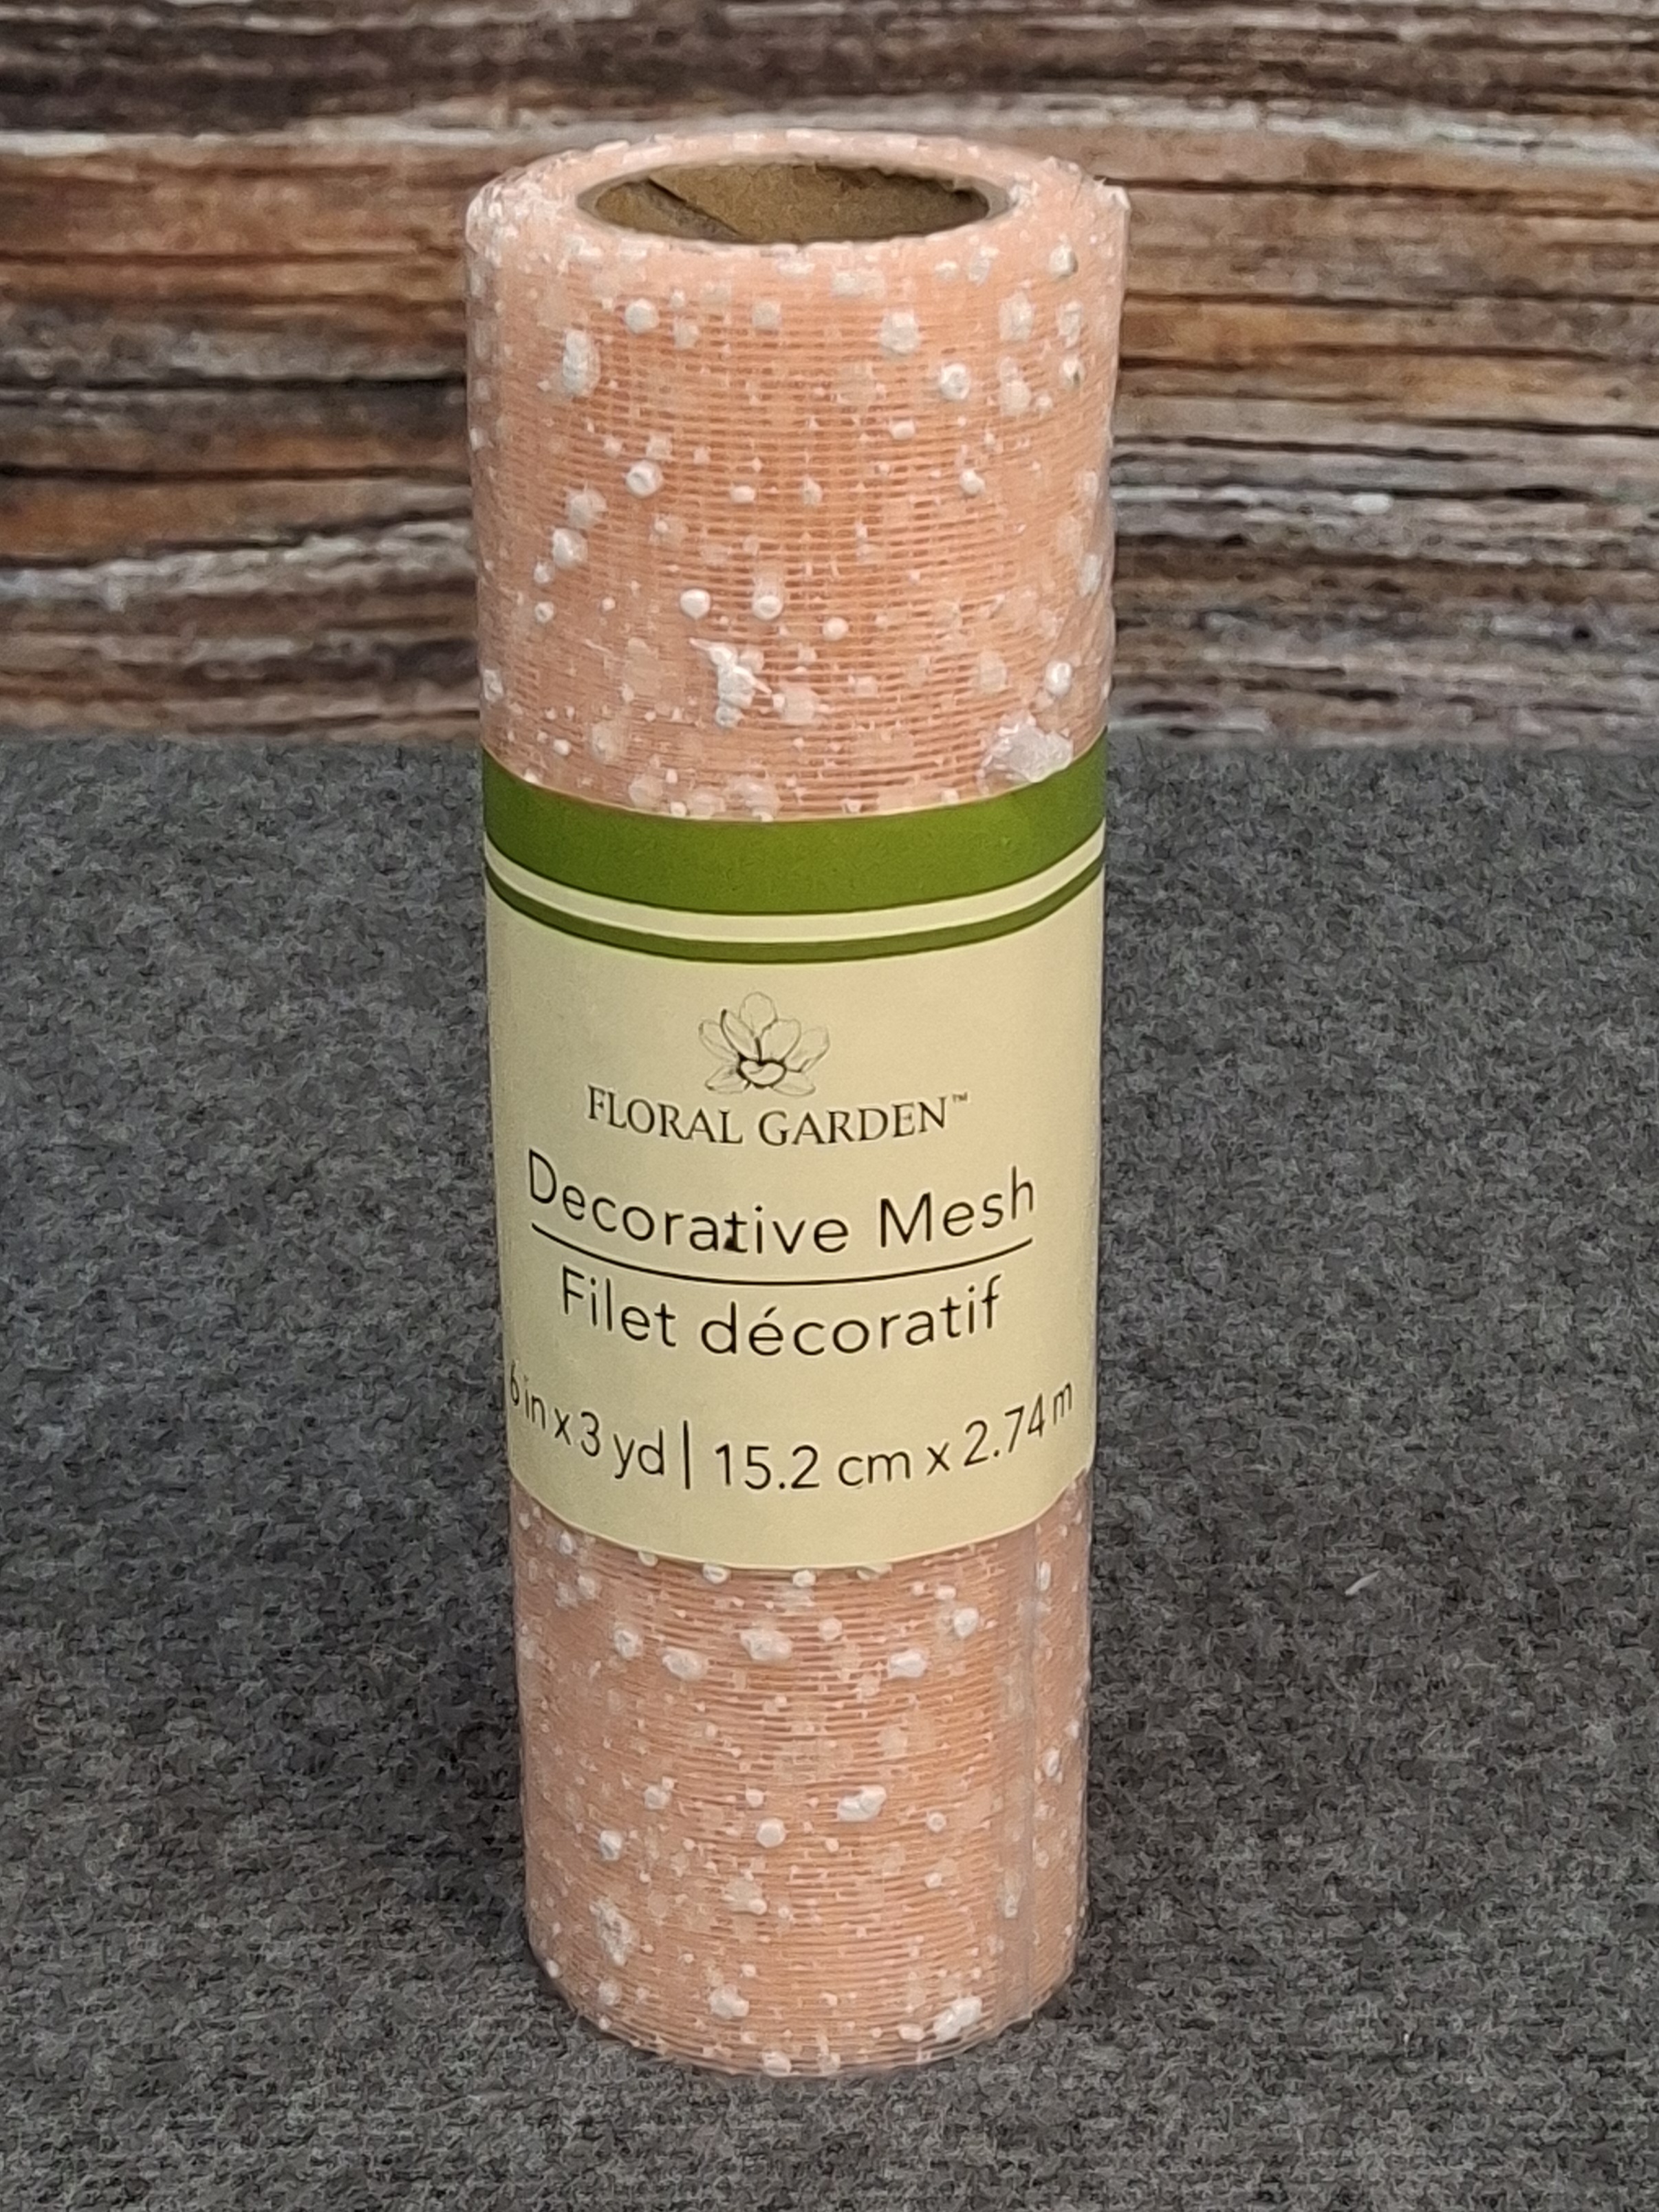 FLORAL GARDEN™
Decorative Mesh
Filet décoratif
6 in x 3 yd | 15.2 cm x 2.74 m